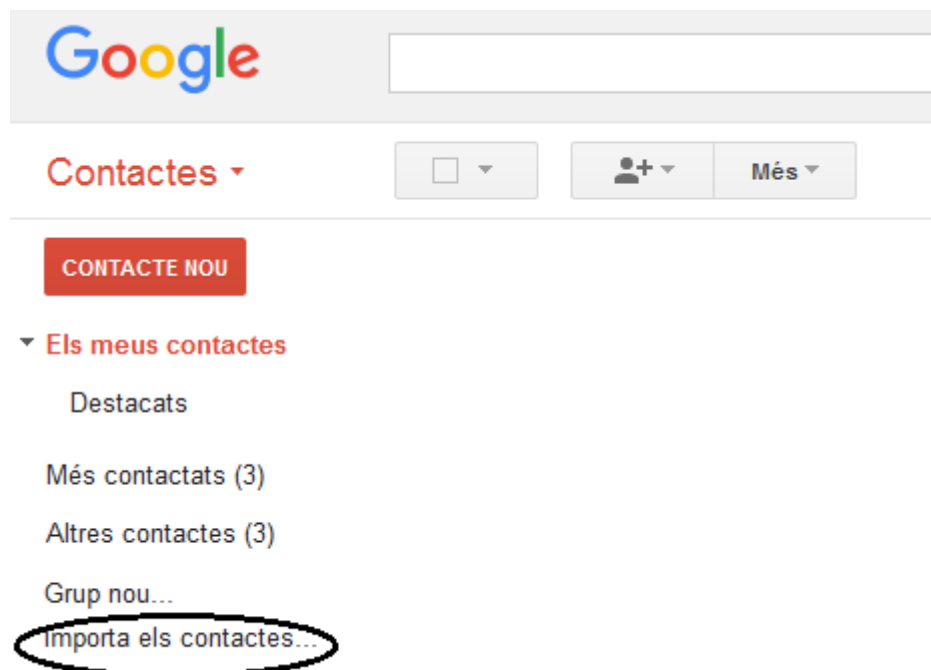 Google
Contactes
Més
CONTACTE NOU
Els meus contactes
Destacats
Més contactats (3)
Altres contactes (3)
Grup nou...
Importa els contactes...